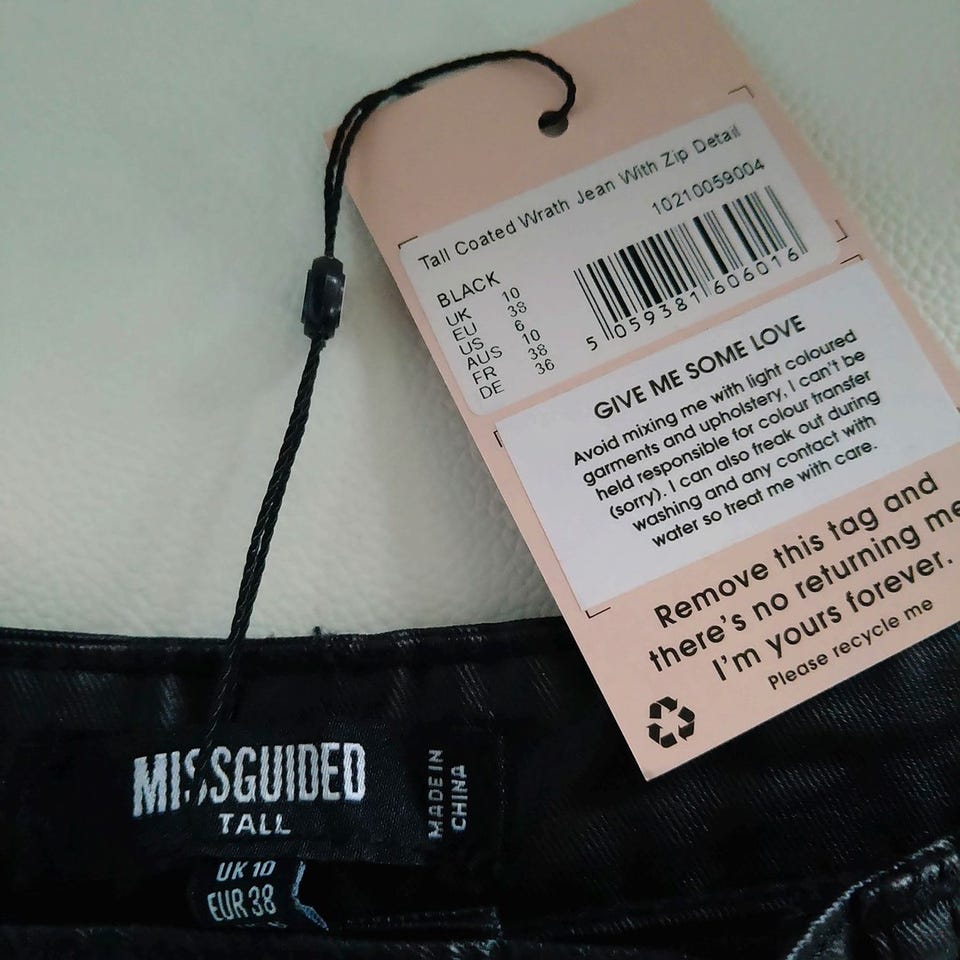 Tall Coated Wrath Jean With Zip Detail
10210059004
BLACK
UK 10
EU 38
US 6
AUS 10
FR 38
DE 36
5 059381 606016
GIVE ME SOME LOVE
Avoid mixing me with light coloured
garments and upholstery, I can't be
held responsible for colour transfer
(sorry). I can also freak out during
washing and any contact with
water so treat me with care.
Remove this tag and
there's no returning me
I'm yours forever.
Please recycle me
MISSGUIDED
TALL
MADE IN
CHINA
UK 10
EUR 38